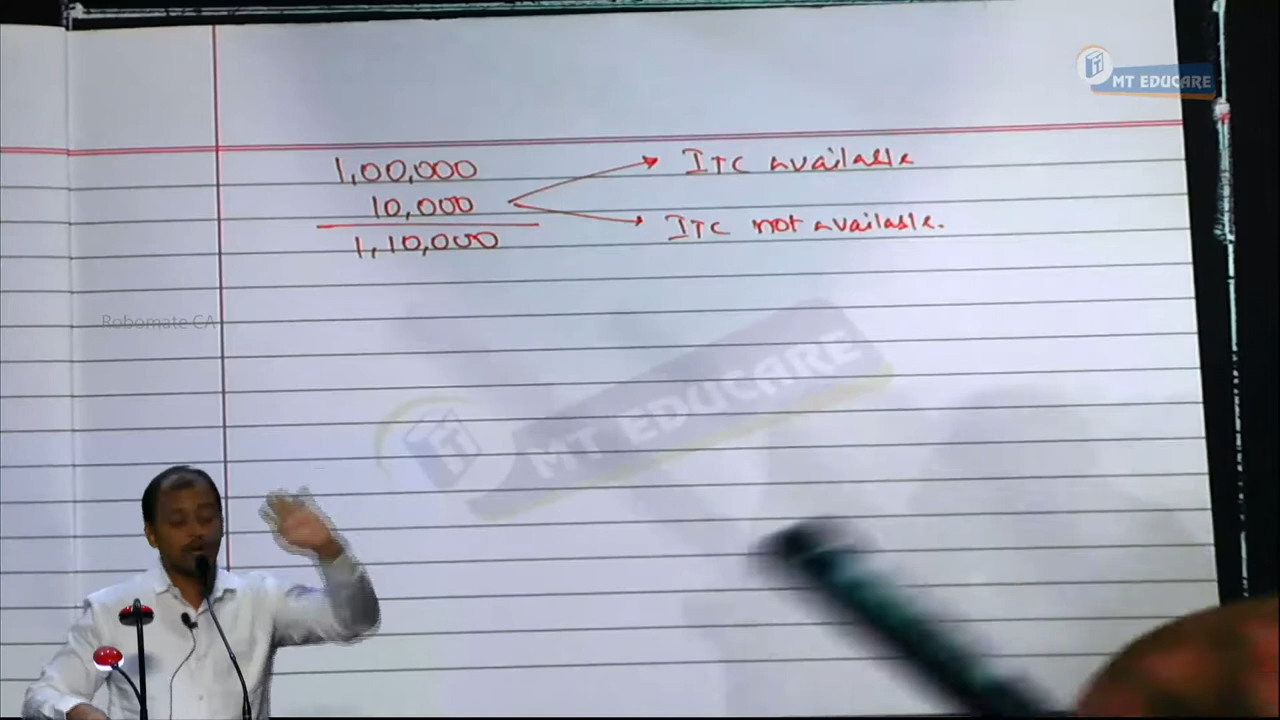 MT EDUCARE
1,00,000
ITC available
10,000
ITC not available.
1,10,000
Robomate CA
MT EDUCARE